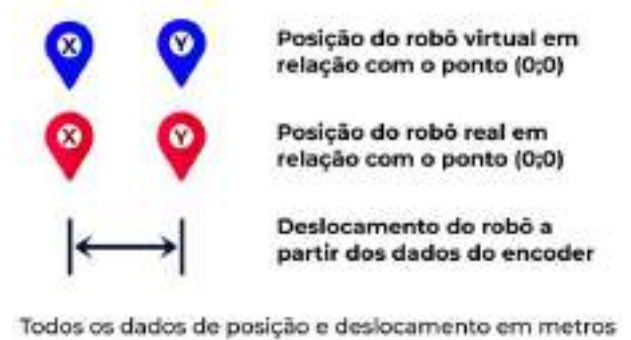 X Y Posição do robô virtual em
relação com o ponto (0;0)
X Y Posição do robô real em
relação com o ponto (0;0)
Deslocamento do robô a
partir dos dados do encoder
Todos os dados de posição e deslocamento em metros